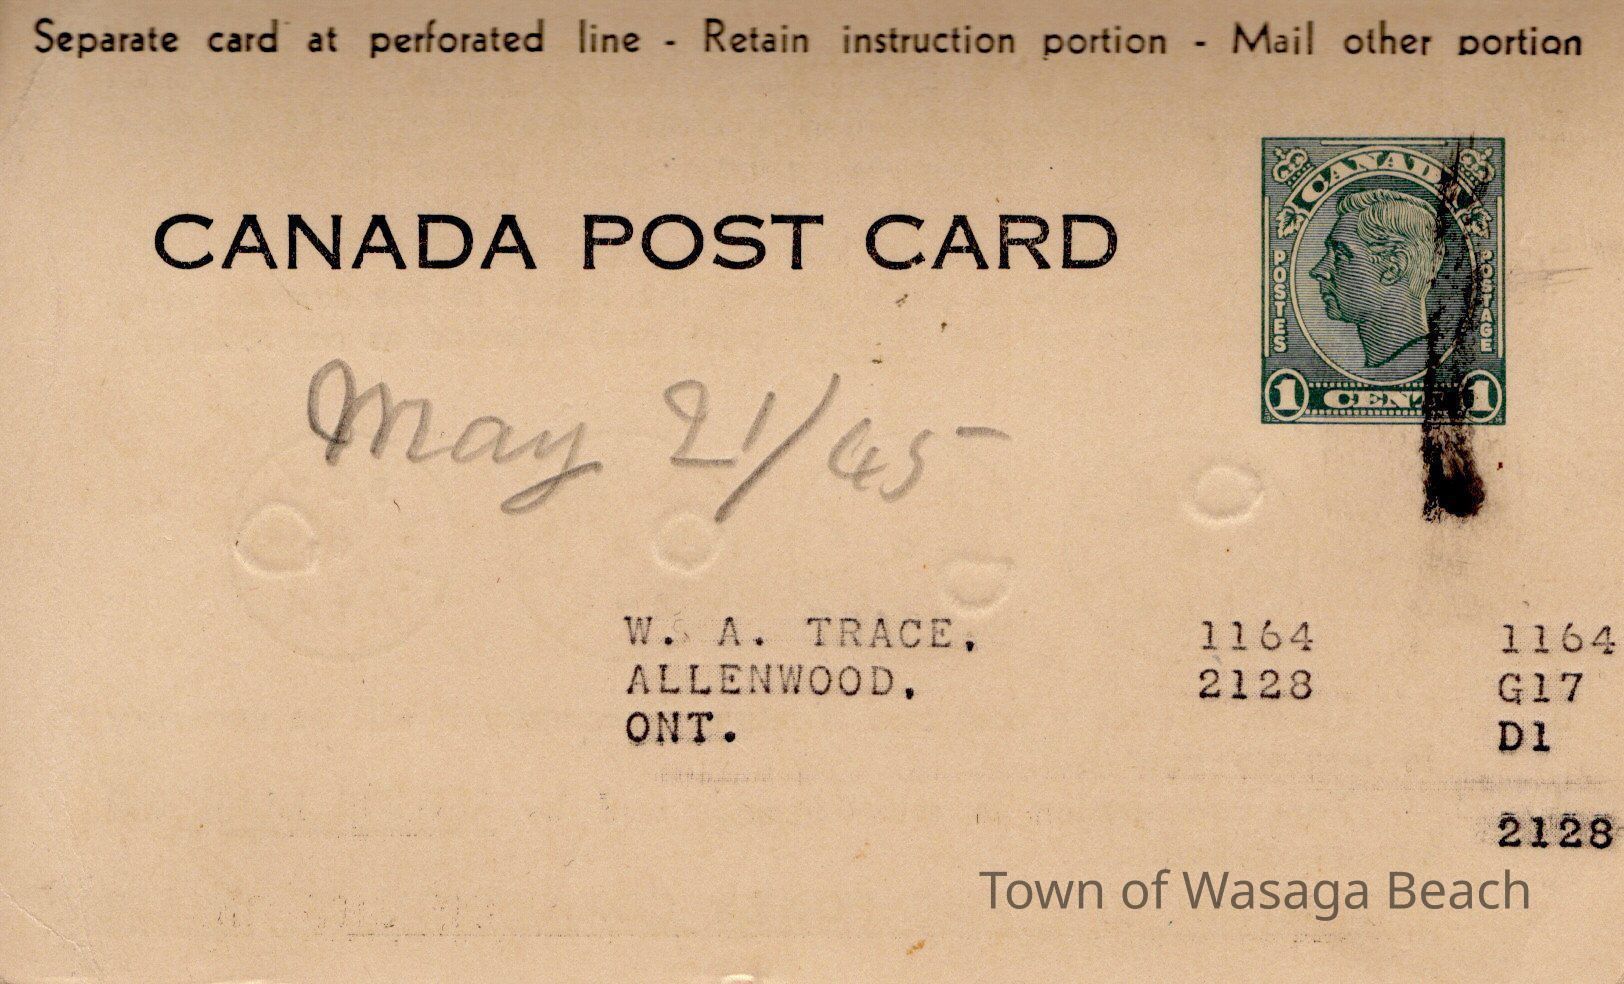 Separate card at perforated line - Retain instruction portion - Mail other portion
CANADA
POSTES
POSTAGE
1 CENT 1
CANADA POST CARD
May 21/45
W. A. TRACE, 1164 1164
ALLENWOOD, 2128 G17
ONT. D1
2128
Town of Wasaga Beach